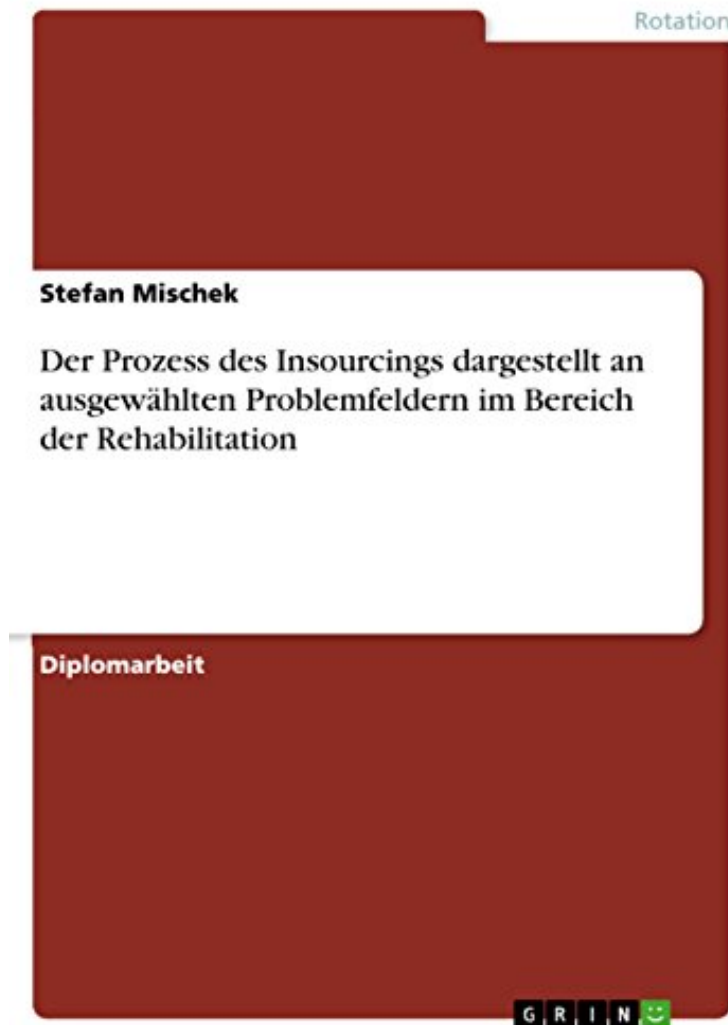 Rotation
Stefan Mischek
Der Prozess des Insourcings dargestellt an
ausgewählten Problemfeldern im Bereich
der Rehabilitation
Diplomarbeit
GRIN